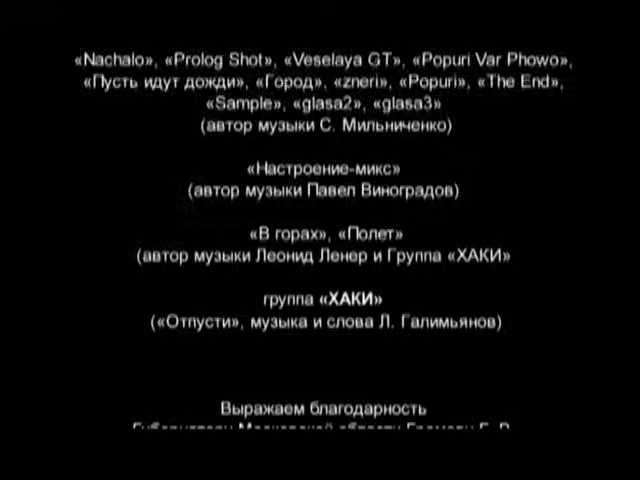 «Nachalo», «Prolog Shot», «Veselaya GT», «Popuri Var Phowo»,
«Пусть идут дожди», «Город», «zneri», «Popuri», «The End»,
«Sample», «glasa2», «glasa3»
(автор музыки С. Мильниченко)
«Настроение-микс»
(автор музыки Павел Виноградов)
«В горах», «Полет»
(автор музыки Леонид Ленер и Группа «ХАКИ»
группа «ХАКИ»
(«Отпусти», музыка и слова Л. Галимьянов)
Выражаем благодарность